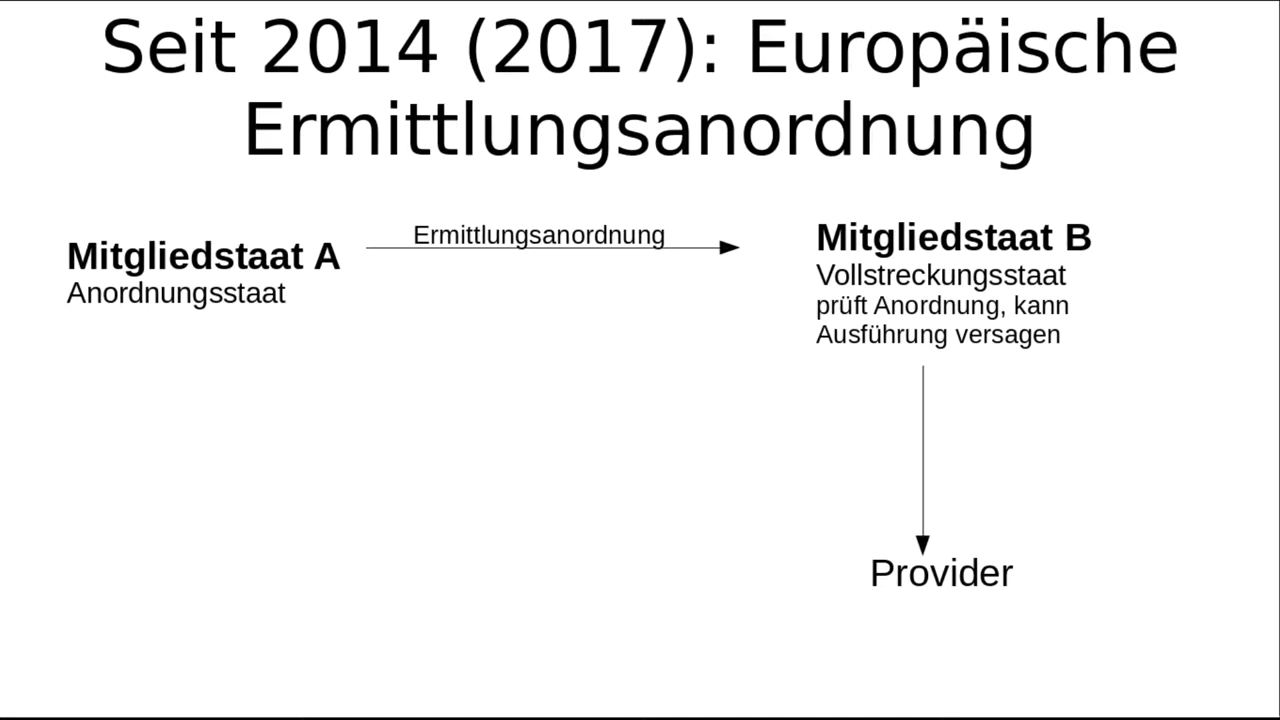 Seit 2014 (2017): Europäische
Ermittlungsanordnung
Mitgliedstaat A
Anordnungsstaat
Ermittlungsanordnung
Mitgliedstaat B
Vollstreckungsstaat
prüft Anordnung, kann
Ausführung versagen
Provider